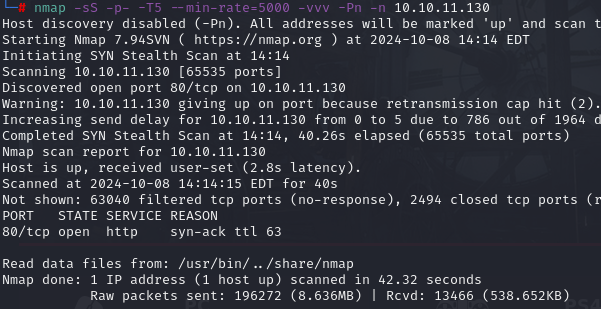 └─# nmap -sS -p- -T5 --min-rate=5000 -vvv -Pn -n 10.10.11.130
Host discovery disabled (-Pn). All addresses will be marked 'up' and scan t
Starting Nmap 7.94SVN ( https://nmap.org ) at 2024-10-08 14:14 EDT
Initiating SYN Stealth Scan at 14:14
Scanning 10.10.11.130 [65535 ports]
Discovered open port 80/tcp on 10.10.11.130
Warning: 10.10.11.130 giving up on port because retransmission cap hit (2).
Increasing send delay for 10.10.11.130 from 0 to 5 due to 786 out of 1964 d
Completed SYN Stealth Scan at 14:14, 40.26s elapsed (65535 total ports)
Nmap scan report for 10.10.11.130
Host is up, received user-set (2.8s latency).
Scanned at 2024-10-08 14:14:15 EDT for 40s
Not shown: 63040 filtered tcp ports (no-response), 2494 closed tcp ports (r
PORT   STATE SERVICE REASON
80/tcp open  http    syn-ack ttl 63
Read data files from: /usr/bin/../share/nmap
Nmap done: 1 IP address (1 host up) scanned in 42.32 seconds
Raw packets sent: 196272 (8.636MB) | Rcvd: 13466 (538.652KB)